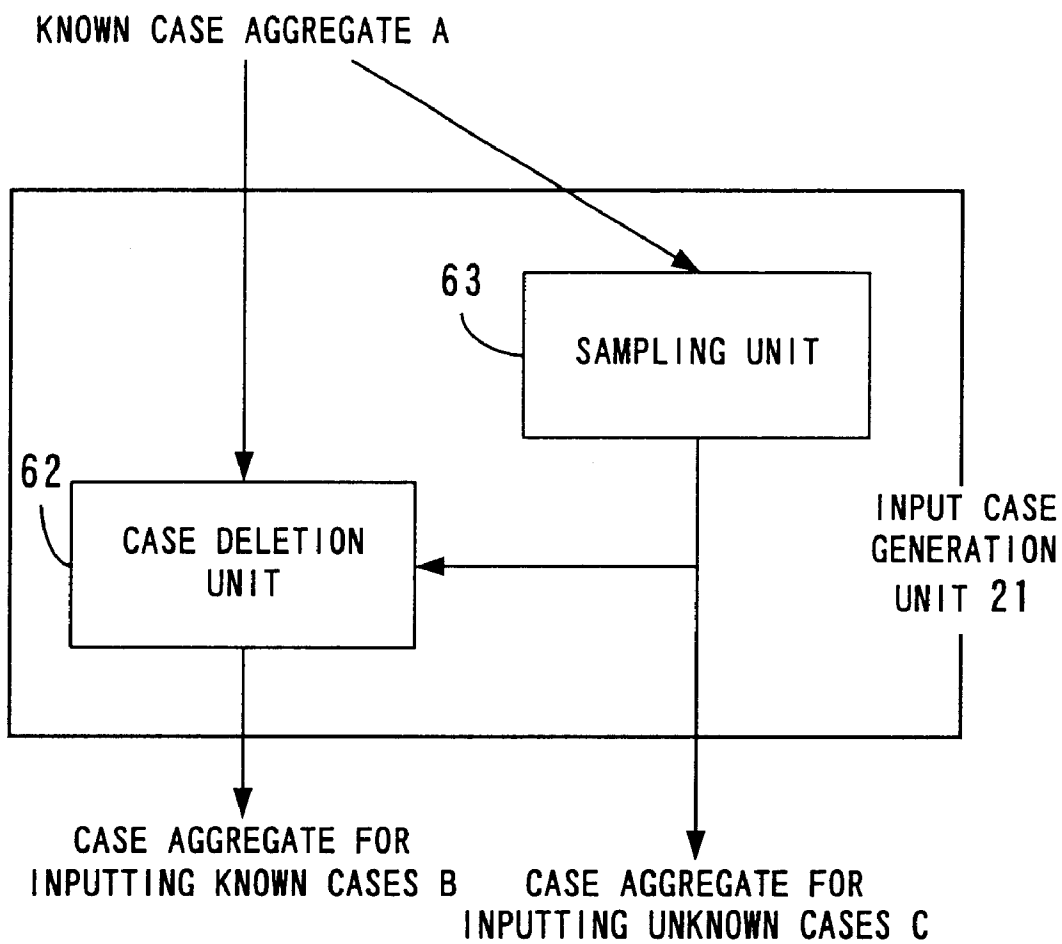 KNOWN CASE AGGREGATE A
63
SAMPLING UNIT
62
CASE DELETION
UNIT
INPUT CASE
GENERATION
UNIT 21
CASE AGGREGATE FOR
INPUTTING KNOWN CASES B
CASE AGGREGATE FOR
INPUTTING UNKNOWN CASES C